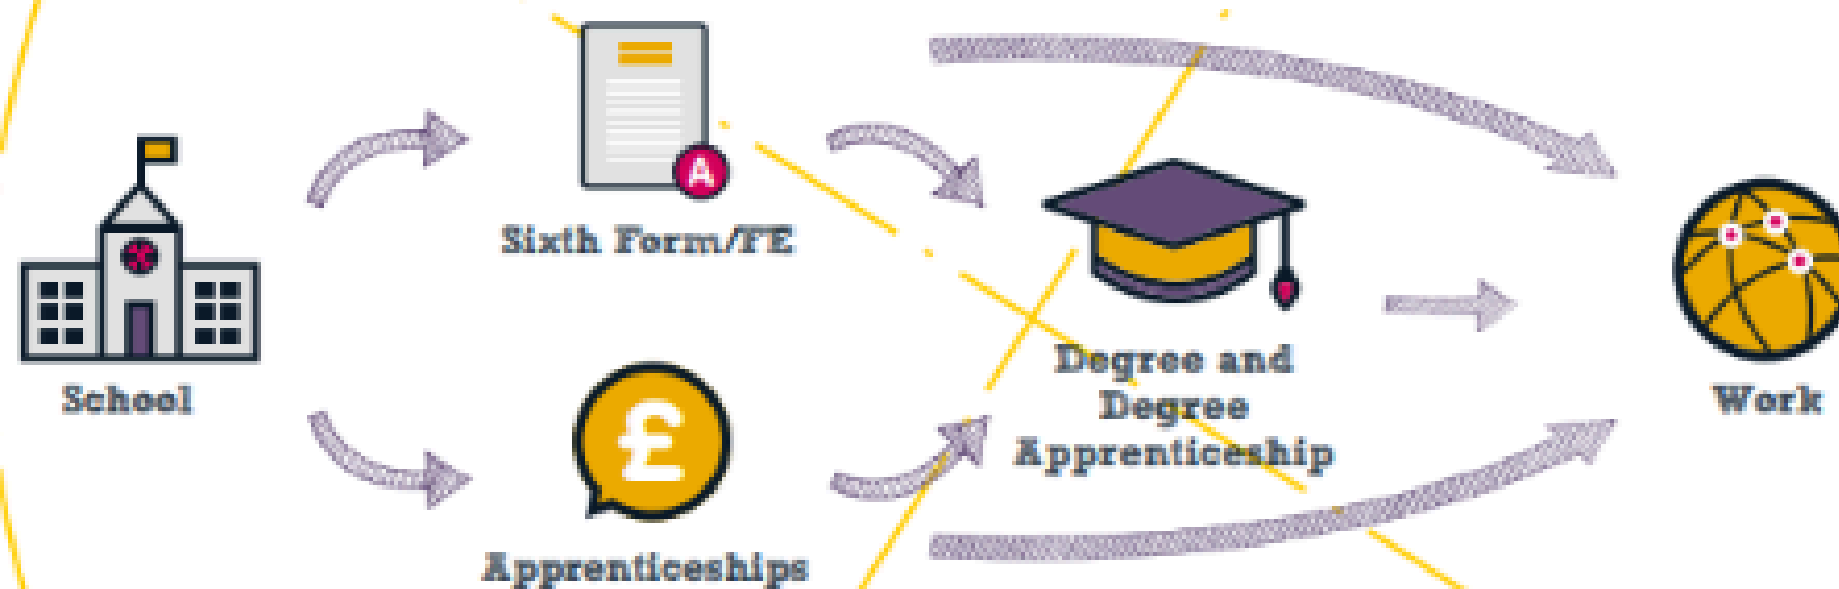 A
Sixth Form/FE
School
£
Apprenticeships
Degree and
Degree
Apprenticeship
Work